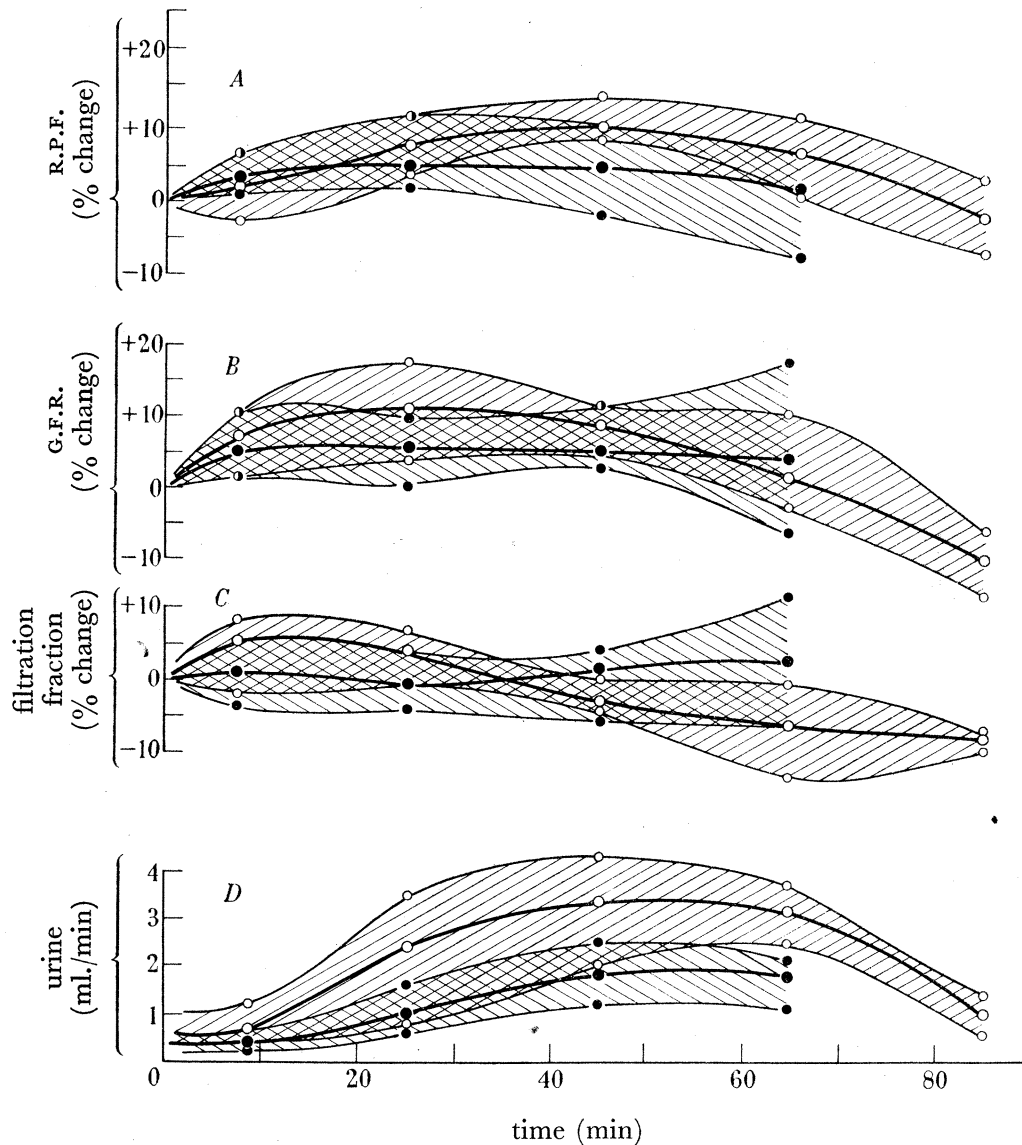 A
R.P.F.
(% change)
+20
+10
0
−10
B
G.F.R.
(% change)
+20
+10
0
−10
C
filtration
fraction
(% change)
+10
0
−10
D
urine
(ml./min)
4
3
2
1
0 20 40 60 80
time (min)